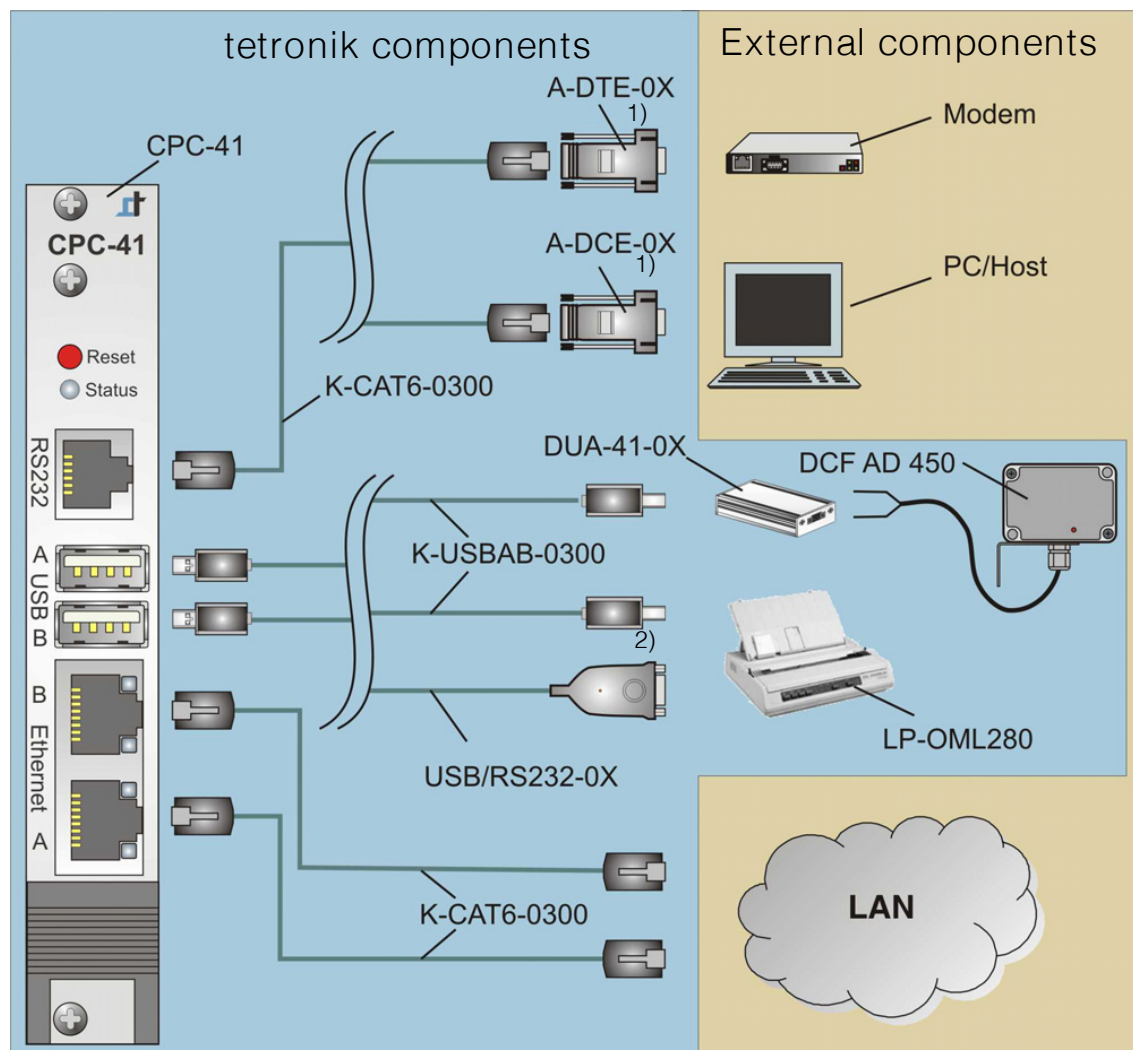 tetronik components
External components
A-DTE-0X
1)
Modem
CPC-41
CPC-41
A-DCE-0X
1)
PC/Host
Reset
Status
K-CAT6-0300
RS232
DUA-41-0X
DCF AD 450
A
USB
B
K-USBAB-0300
2)
B
Ethernet
A
LP-OML280
USB/RS232-0X
K-CAT6-0300
LAN